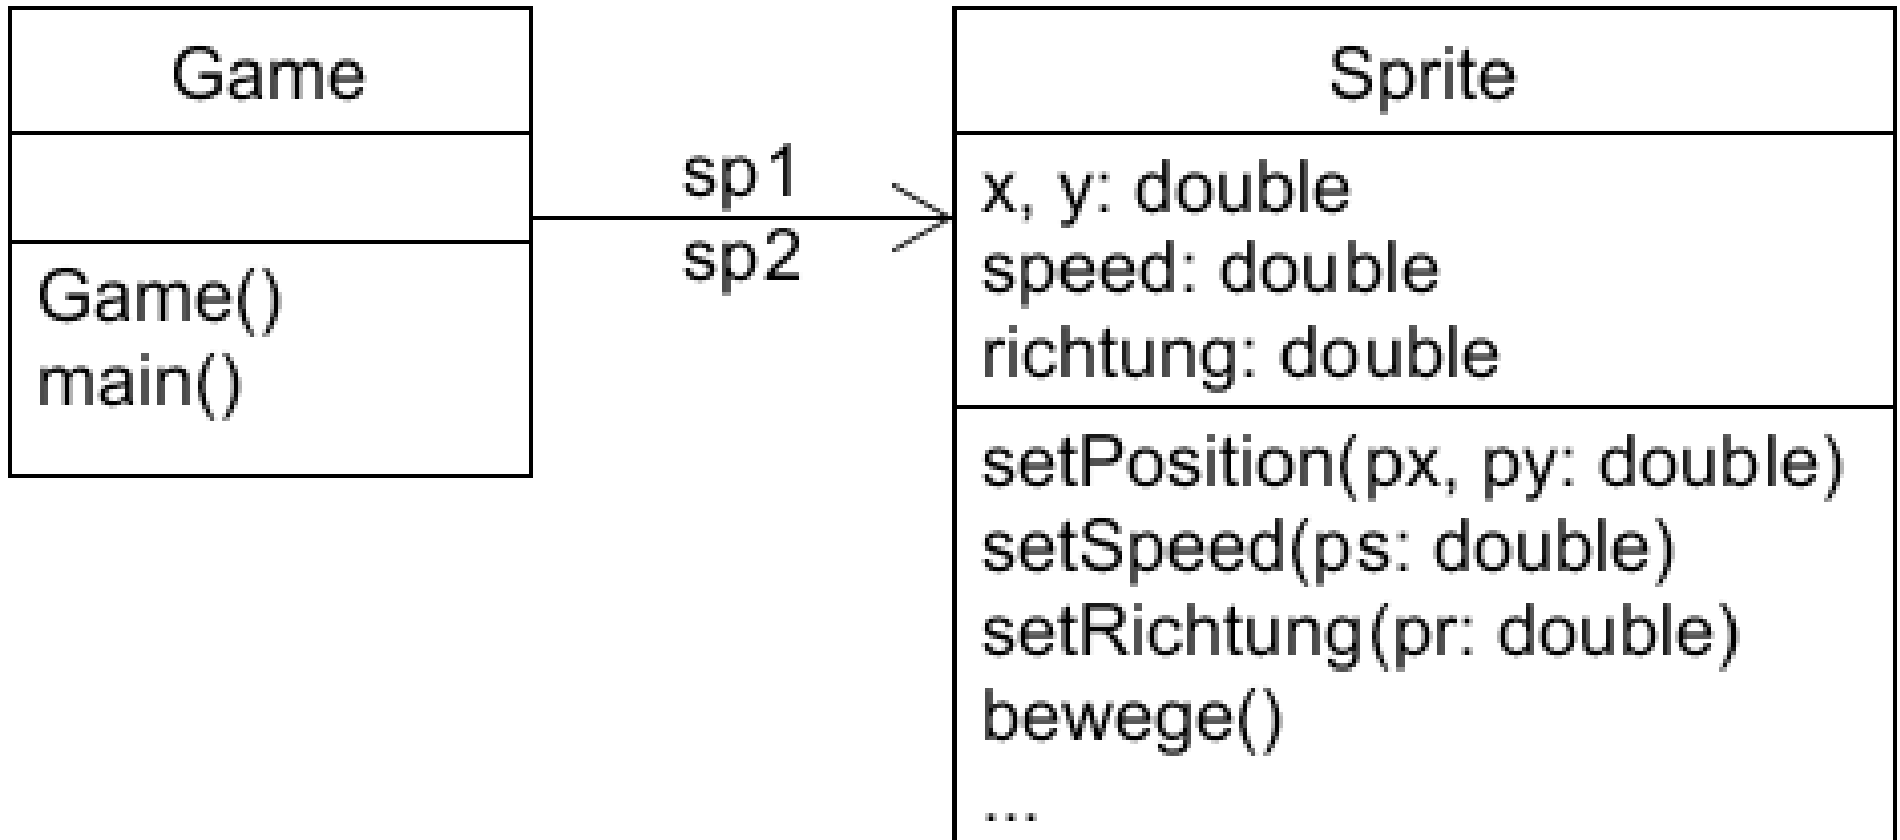 Game
Game()
main()
sp1
sp2
Sprite
x, y: double
speed: double
richtung: double
setPosition(px, py: double)
setSpeed(ps: double)
setRichtung(pr: double)
bewege()
...